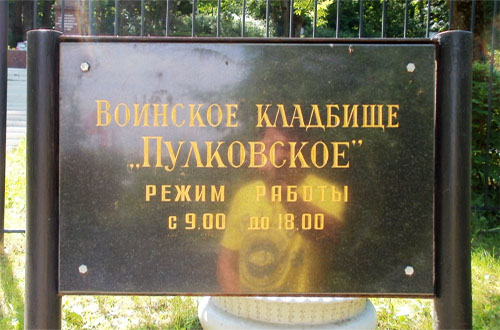 ВОИНСКОЕ КЛАДБИЩЕ
„ПУЛКОВСКОЕ”
РЕЖИМ РАБОТЫ
с 9.00 до 18.00